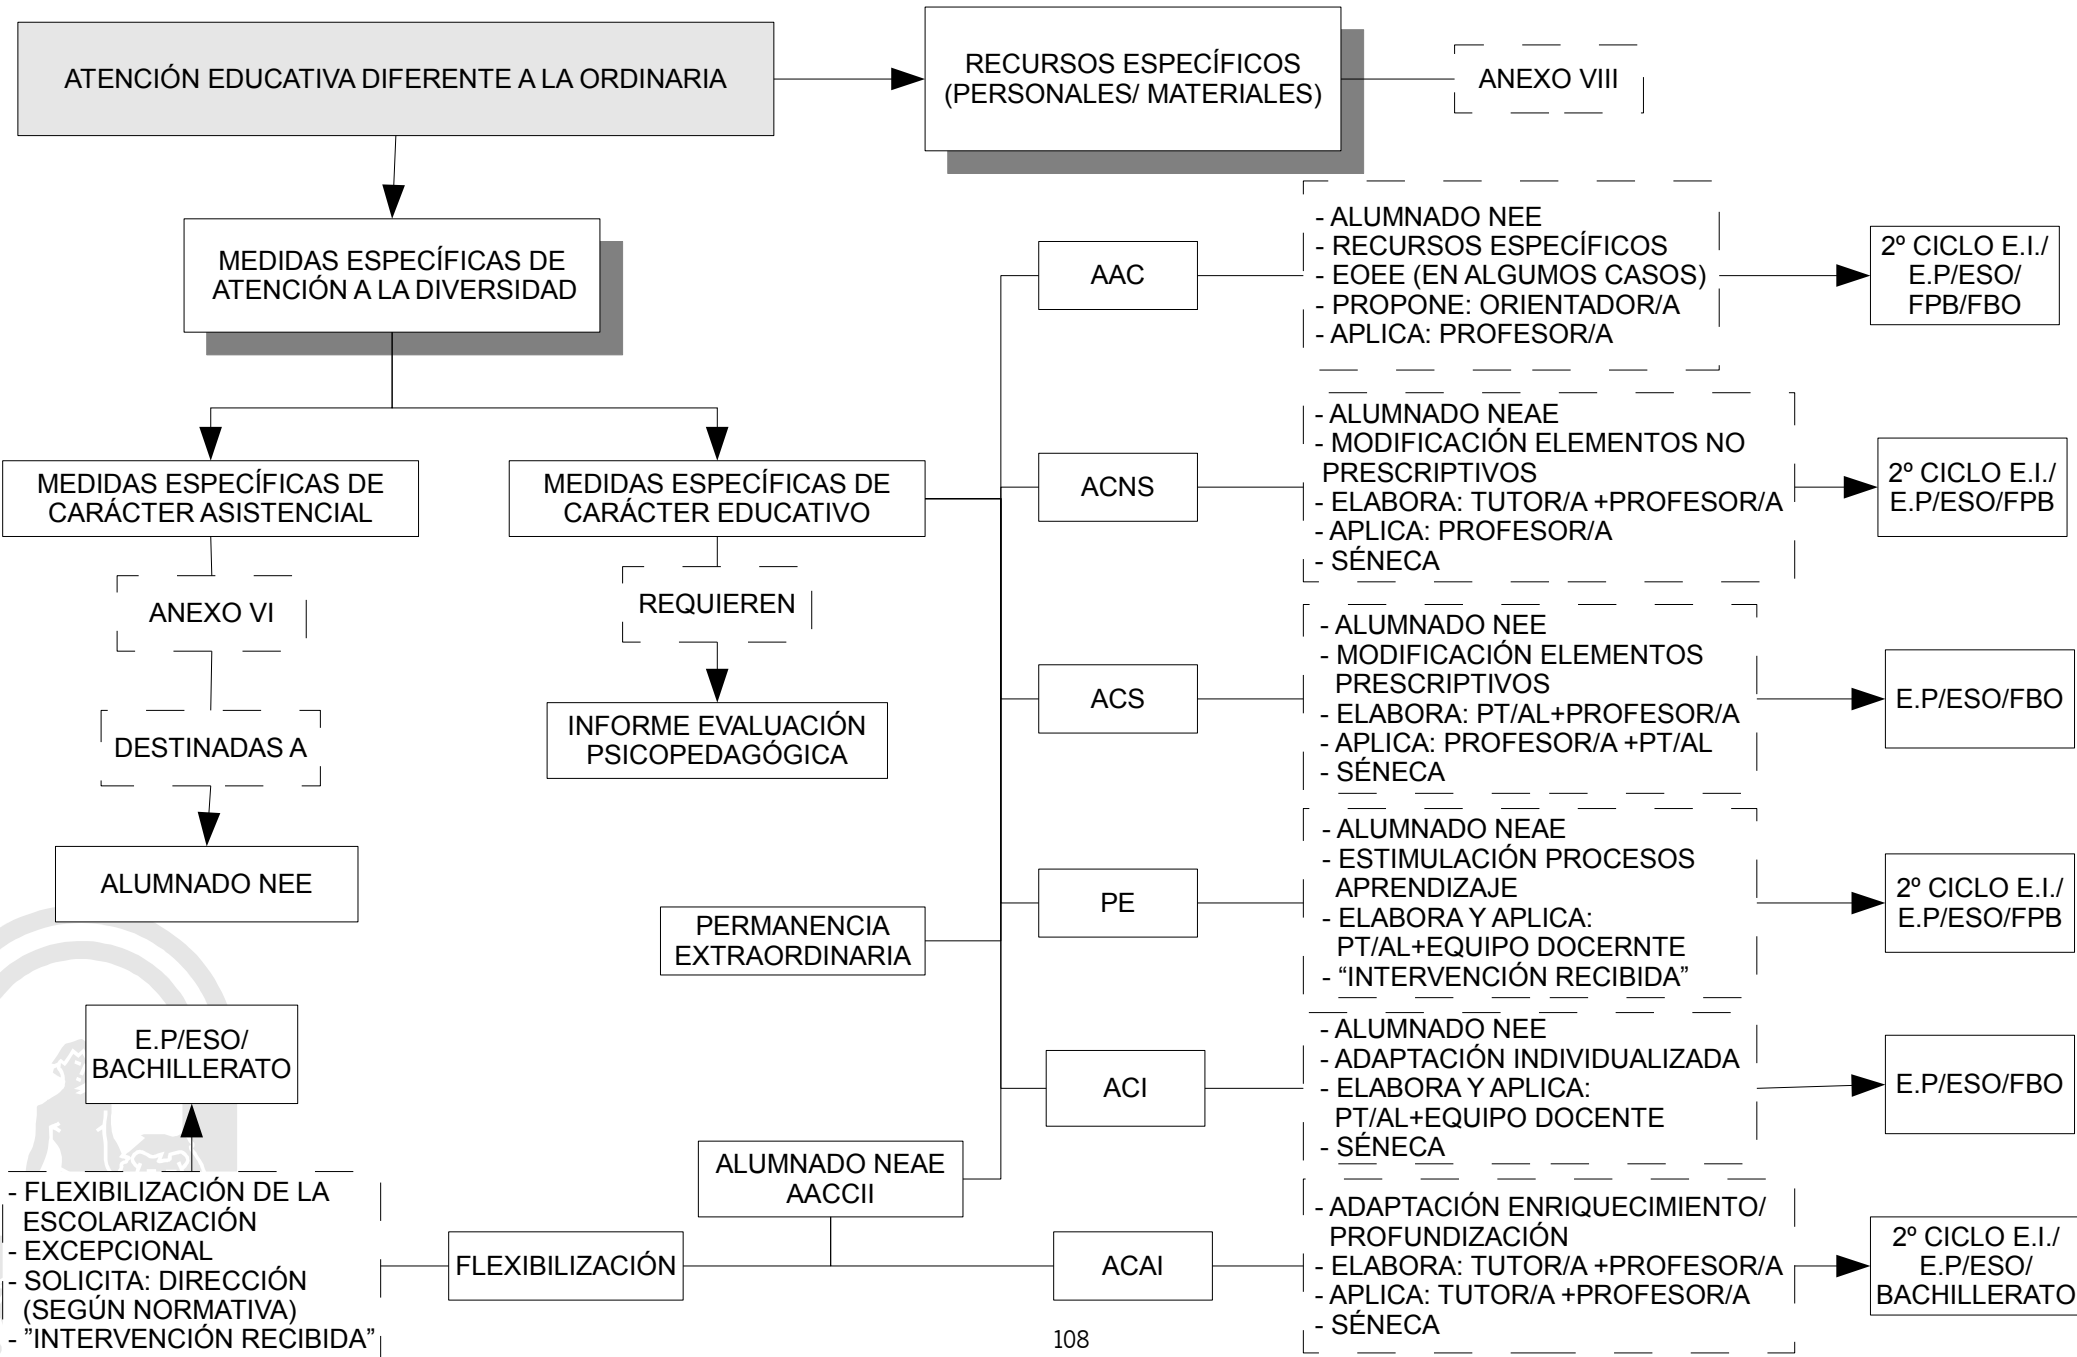 ATENCIÓN EDUCATIVA DIFERENTE A LA ORDINARIA
RECURSOS ESPECÍFICOS
(PERSONALES/ MATERIALES)
ANEXO VIII
MEDIDAS ESPECÍFICAS DE
ATENCIÓN A LA DIVERSIDAD
MEDIDAS ESPECÍFICAS DE
CARÁCTER ASISTENCIAL
ANEXO VI
DESTINADAS A
ALUMNADO NEE
MEDIDAS ESPECÍFICAS DE
CARÁCTER EDUCATIVO
REQUIEREN
INFORME EVALUACIÓN
PSICOPEDAGÓGICA
AAC
- ALUMNADO NEE
- RECURSOS ESPECÍFICOS
- EOEE (EN ALGUMOS CASOS)
- PROPONE: ORIENTADOR/A
- APLICA: PROFESOR/A
2º CICLO E.I./
E.P/ESO/
FPB/FBO
ACNS
- ALUMNADO NEAE
- MODIFICACIÓN ELEMENTOS NO
PRESCRIPTIVOS
- ELABORA: TUTOR/A +PROFESOR/A
- APLICA: PROFESOR/A
- SÉNECA
2º CICLO E.I./
E.P/ESO/FPB
ACS
- ALUMNADO NEE
- MODIFICACIÓN ELEMENTOS
PRESCRIPTIVOS
- ELABORA: PT/AL+PROFESOR/A
- APLICA: PROFESOR/A +PT/AL
- SÉNECA
E.P/ESO/FBO
PE
- ALUMNADO NEAE
- ESTIMULACIÓN PROCESOS
APRENDIZAJE
- ELABORA Y APLICA:
PT/AL+EQUIPO DOCERNTE
- “INTERVENCIÓN RECIBIDA”
2º CICLO E.I./
E.P/ESO/FPB
PERMANENCIA
EXTRAORDINARIA
ACI
- ALUMNADO NEE
- ADAPTACIÓN INDIVIDUALIZADA
- ELABORA Y APLICA:
PT/AL+EQUIPO DOCENTE
- SÉNECA
E.P/ESO/FBO
ALUMNADO NEAE
AACCII
E.P/ESO/
BACHILLERATO
- FLEXIBILIZACIÓN DE LA
ESCOLARIZACIÓN
- EXCEPCIONAL
- SOLICITA: DIRECCIÓN
(SEGÚN NORMATIVA)
- ”INTERVENCIÓN RECIBIDA”
FLEXIBILIZACIÓN
ACAI
- ADAPTACIÓN ENRIQUECIMIENTO/
PROFUNDIZACIÓN
- ELABORA: TUTOR/A +PROFESOR/A
- APLICA: TUTOR/A +PROFESOR/A
- SÉNECA
2º CICLO E.I./
E.P/ESO/
BACHILLERATO
108